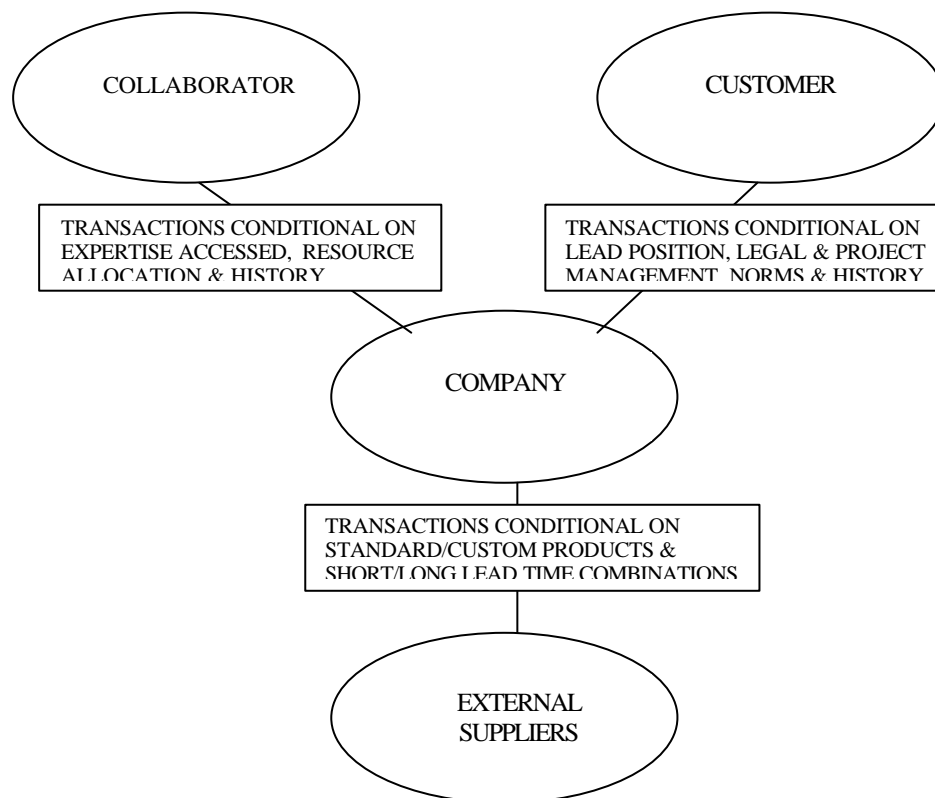 COLLABORATOR
CUSTOMER
TRANSACTIONS CONDITIONAL ON
EXPERTISE ACCESSED, RESOURCE
ALLOCATION & HISTORY
TRANSACTIONS CONDITIONAL ON
LEAD POSITION, LEGAL & PROJECT
MANAGEMENT, NORMS & HISTORY
COMPANY
TRANSACTIONS CONDITIONAL ON
STANDARD/CUSTOM PRODUCTS &
SHORT/LONG LEAD TIME COMBINATIONS
EXTERNAL
SUPPLIERS